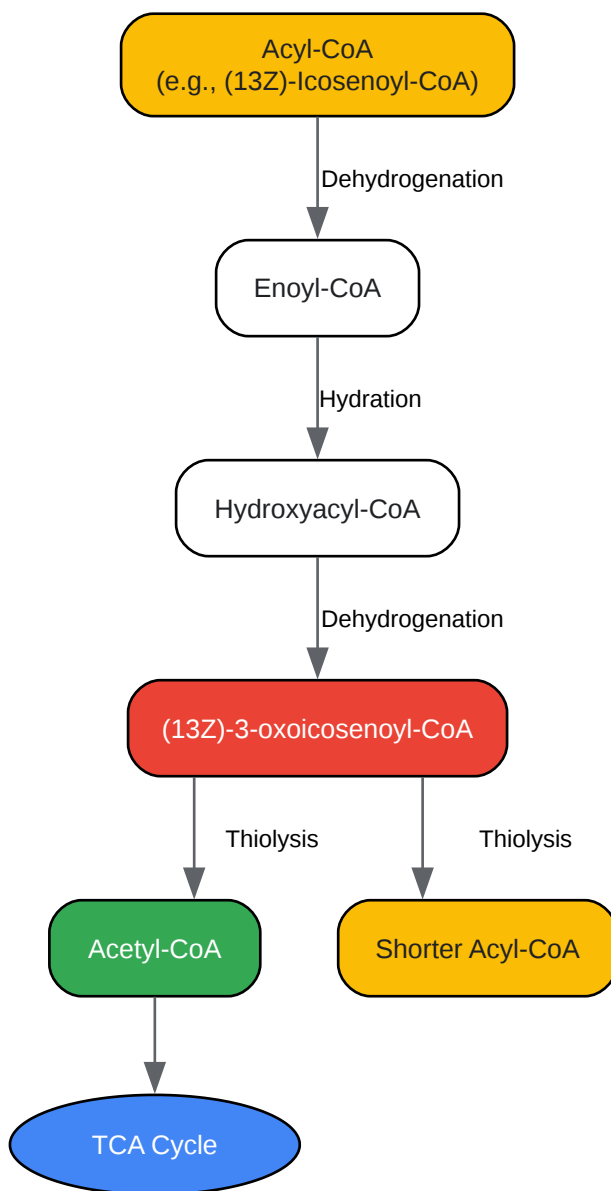 Acyl-CoA
(e.g., (13Z)-Icosenoyl-CoA)
Dehydrogenation
Enoyl-CoA
Hydration
Hydroxyacyl-CoA
Dehydrogenation
(13Z)-3-oxoicosenoyl-CoA
Thiolysis
Thiolysis
Acetyl-CoA
Shorter Acyl-CoA
TCA Cycle